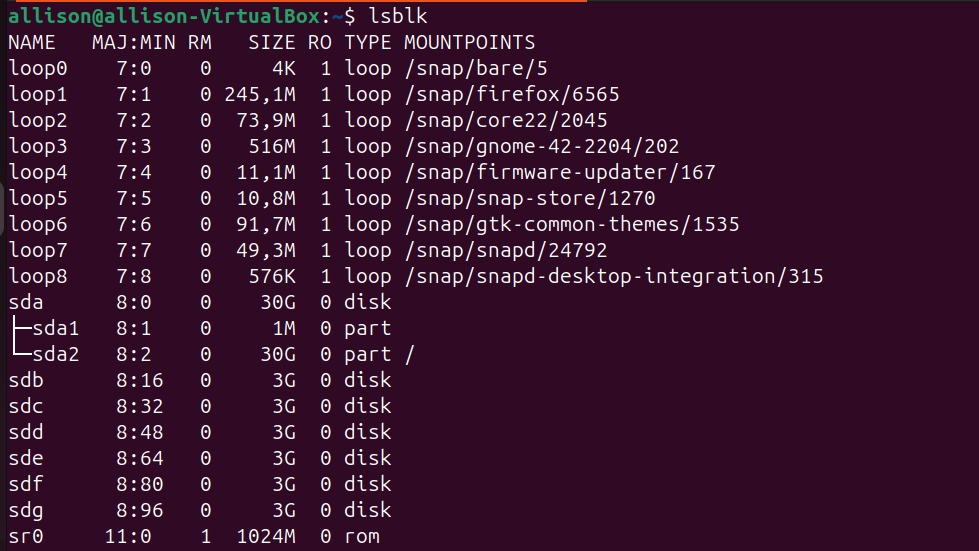 allison@allison-VirtualBox:~$ lsblk
NAME   MAJ:MIN RM   SIZE RO TYPE MOUNTPOINTS
loop0    7:0    0     4K  1 loop /snap/bare/5
loop1    7:1    0 245,1M  1 loop /snap/firefox/6565
loop2    7:2    0  73,9M  1 loop /snap/core22/2045
loop3    7:3    0   516M  1 loop /snap/gnome-42-2204/202
loop4    7:4    0  11,1M  1 loop /snap/firmware-updater/167
loop5    7:5    0  10,8M  1 loop /snap/snap-store/1270
loop6    7:6    0  91,7M  1 loop /snap/gtk-common-themes/1535
loop7    7:7    0  49,3M  1 loop /snap/snapd/24792
loop8    7:8    0   576K  1 loop /snap/snapd-desktop-integration/315
sda      8:0    0    30G  0 disk
├─sda1   8:1    0     1M  0 part
└─sda2   8:2    0    30G  0 part /
sdb      8:16   0     3G  0 disk
sdc      8:32   0     3G  0 disk
sdd      8:48   0     3G  0 disk
sde      8:64   0     3G  0 disk
sdf      8:80   0     3G  0 disk
sdg      8:96   0     3G  0 disk
sr0     11:0    1  1024M  0 rom